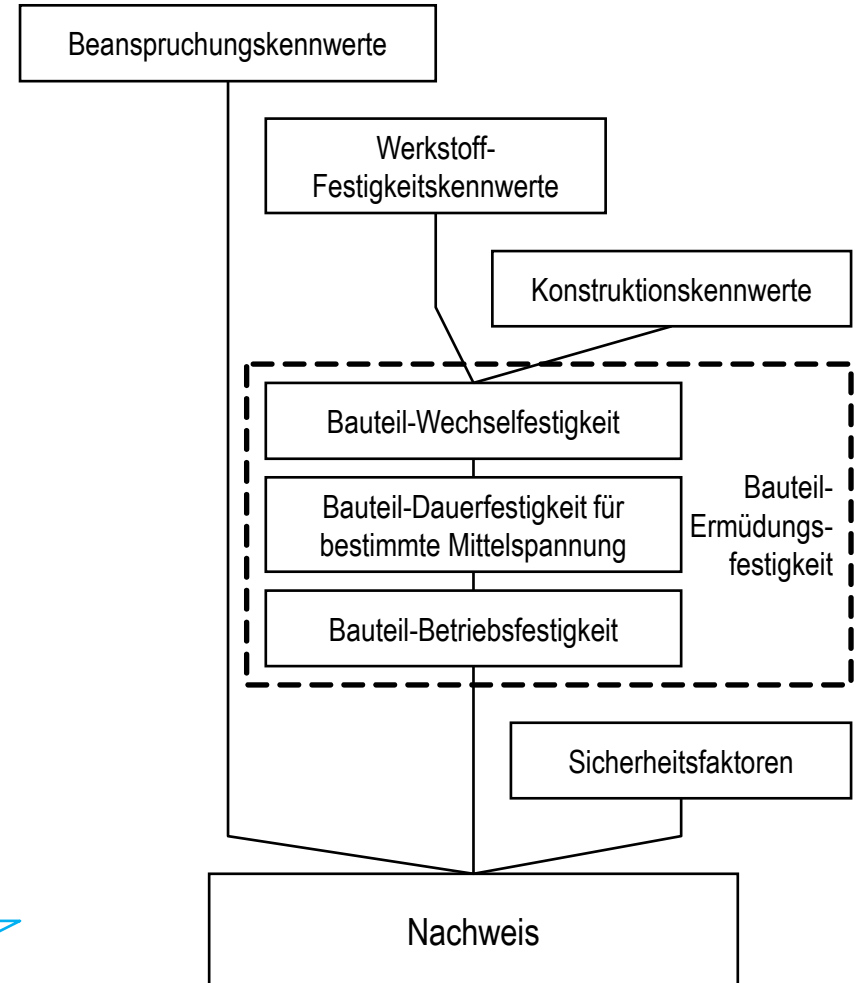 Beanspruchungskennwerte
Werkstoff-
Festigkeitskennwerte
Konstruktionskennwerte
Bauteil-Wechselfestigkeit
Bauteil-Dauerfestigkeit für
bestimmte Mittelspannung
Bauteil-
Ermüdungs-
festigkeit
Bauteil-Betriebsfestigkeit
Sicherheitsfaktoren
Nachweis